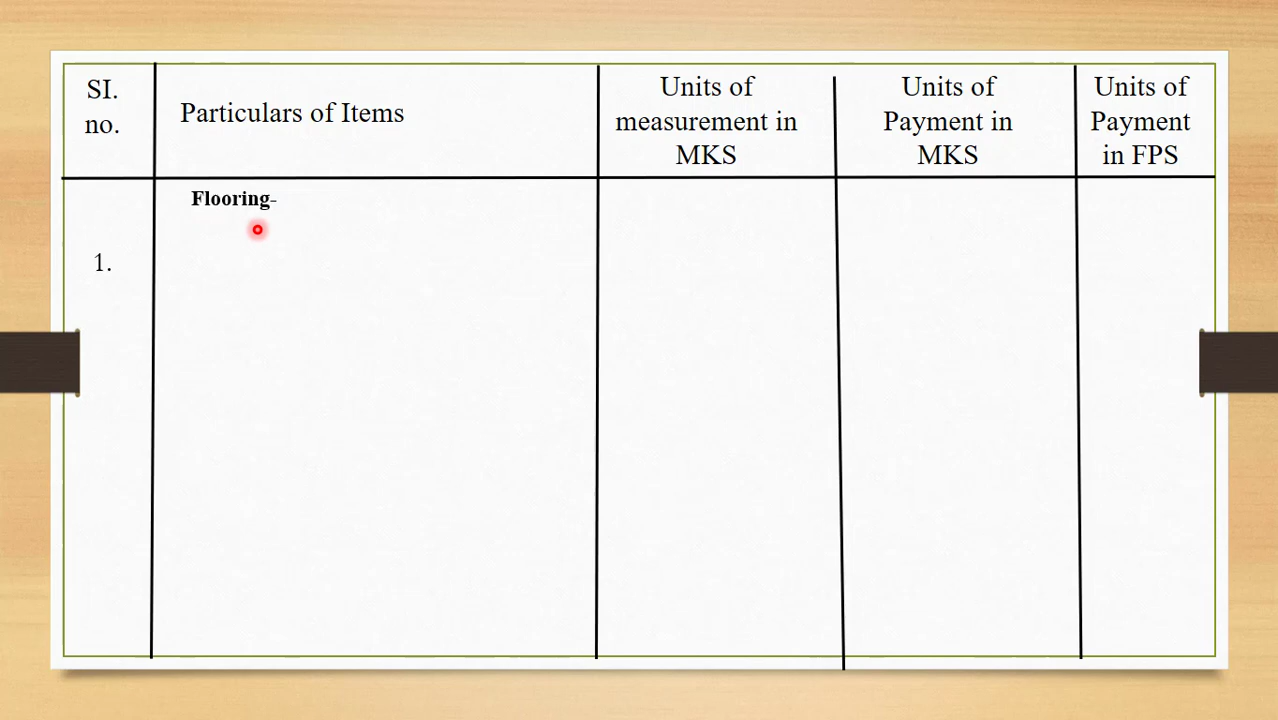 SI.
no.
Particulars of Items
Units of
measurement in
MKS
Units of
Payment in
MKS
Units of
Payment
in FPS
Flooring-
1.